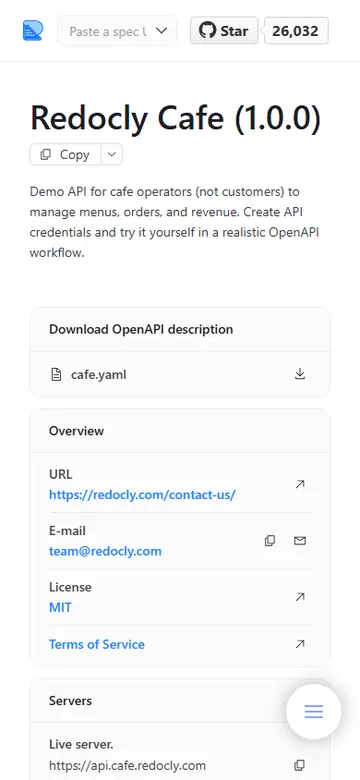 Paste a spec U
Star
26,032
Redocly Cafe (1.0.0)
Copy
Demo API for cafe operators (not customers) to
manage menus, orders, and revenue. Create API
credentials and try it yourself in a realistic OpenAPI
workflow.
Download OpenAPI description
cafe.yaml
Overview
URL
https://redocly.com/contact-us/
E-mail
team@redocly.com
License
MIT
Terms of Service
Servers
Live server.
https://api.cafe.redocly.com